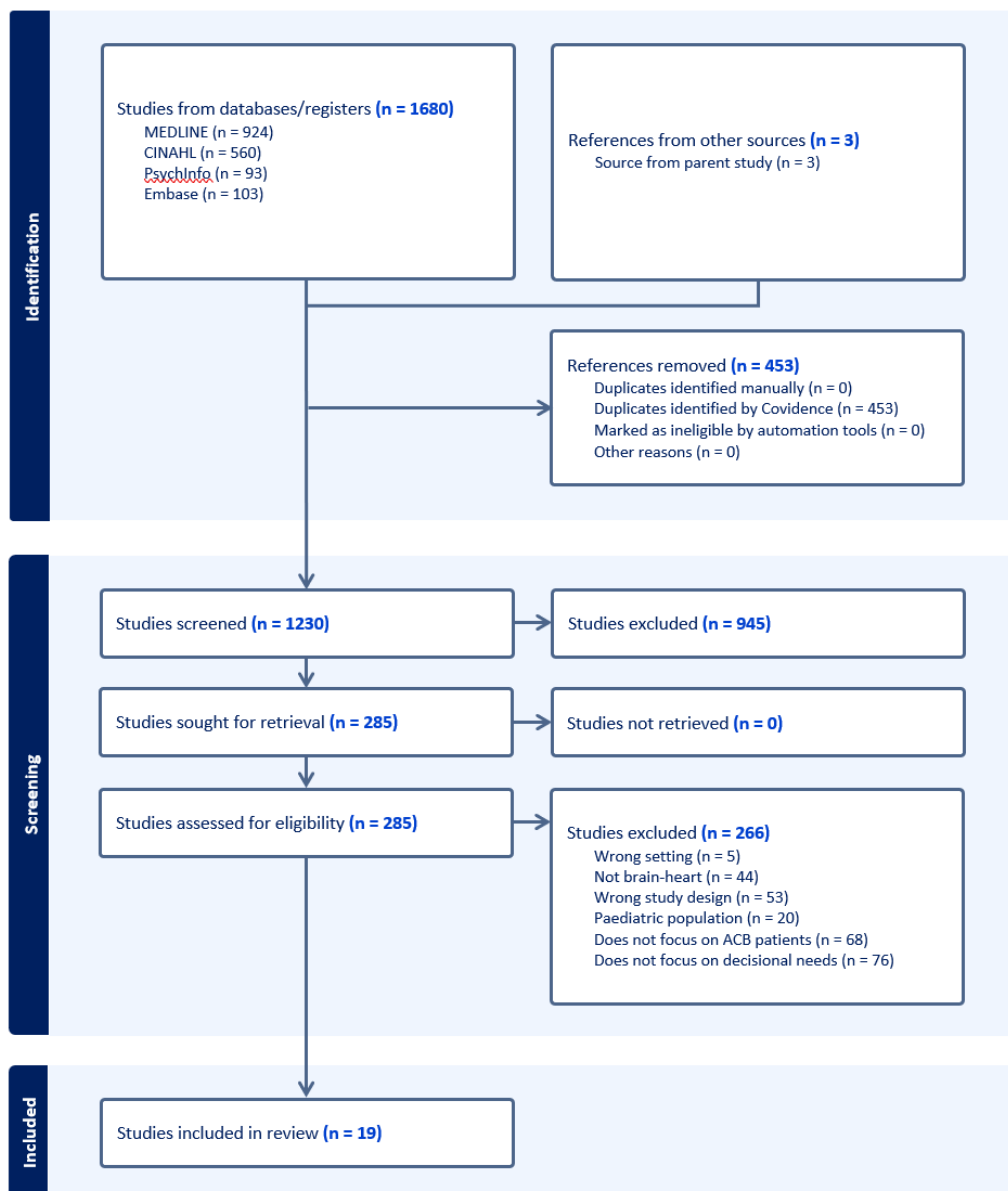 Identification
Studies from databases/registers (n = 1680)
MEDLINE (n = 924)
CINAHL (n = 560)
PsychInfo (n = 93)
Embase (n = 103)
References from other sources (n = 3)
Source from parent study (n = 3)
References removed (n = 453)
Duplicates identified manually (n = 0)
Duplicates identified by Covidence (n = 453)
Marked as ineligible by automation tools (n = 0)
Other reasons (n = 0)
Screening
Studies screened (n = 1230)
Studies excluded (n = 945)
Studies sought for retrieval (n = 285)
Studies not retrieved (n = 0)
Studies assessed for eligibility (n = 285)
Studies excluded (n = 266)
Wrong setting (n = 5)
Not brain-heart (n = 44)
Wrong study design (n = 53)
Paediatric population (n = 20)
Does not focus on ACB patients (n = 68)
Does not focus on decisional needs (n = 76)
Included
Studies included in review (n = 19)